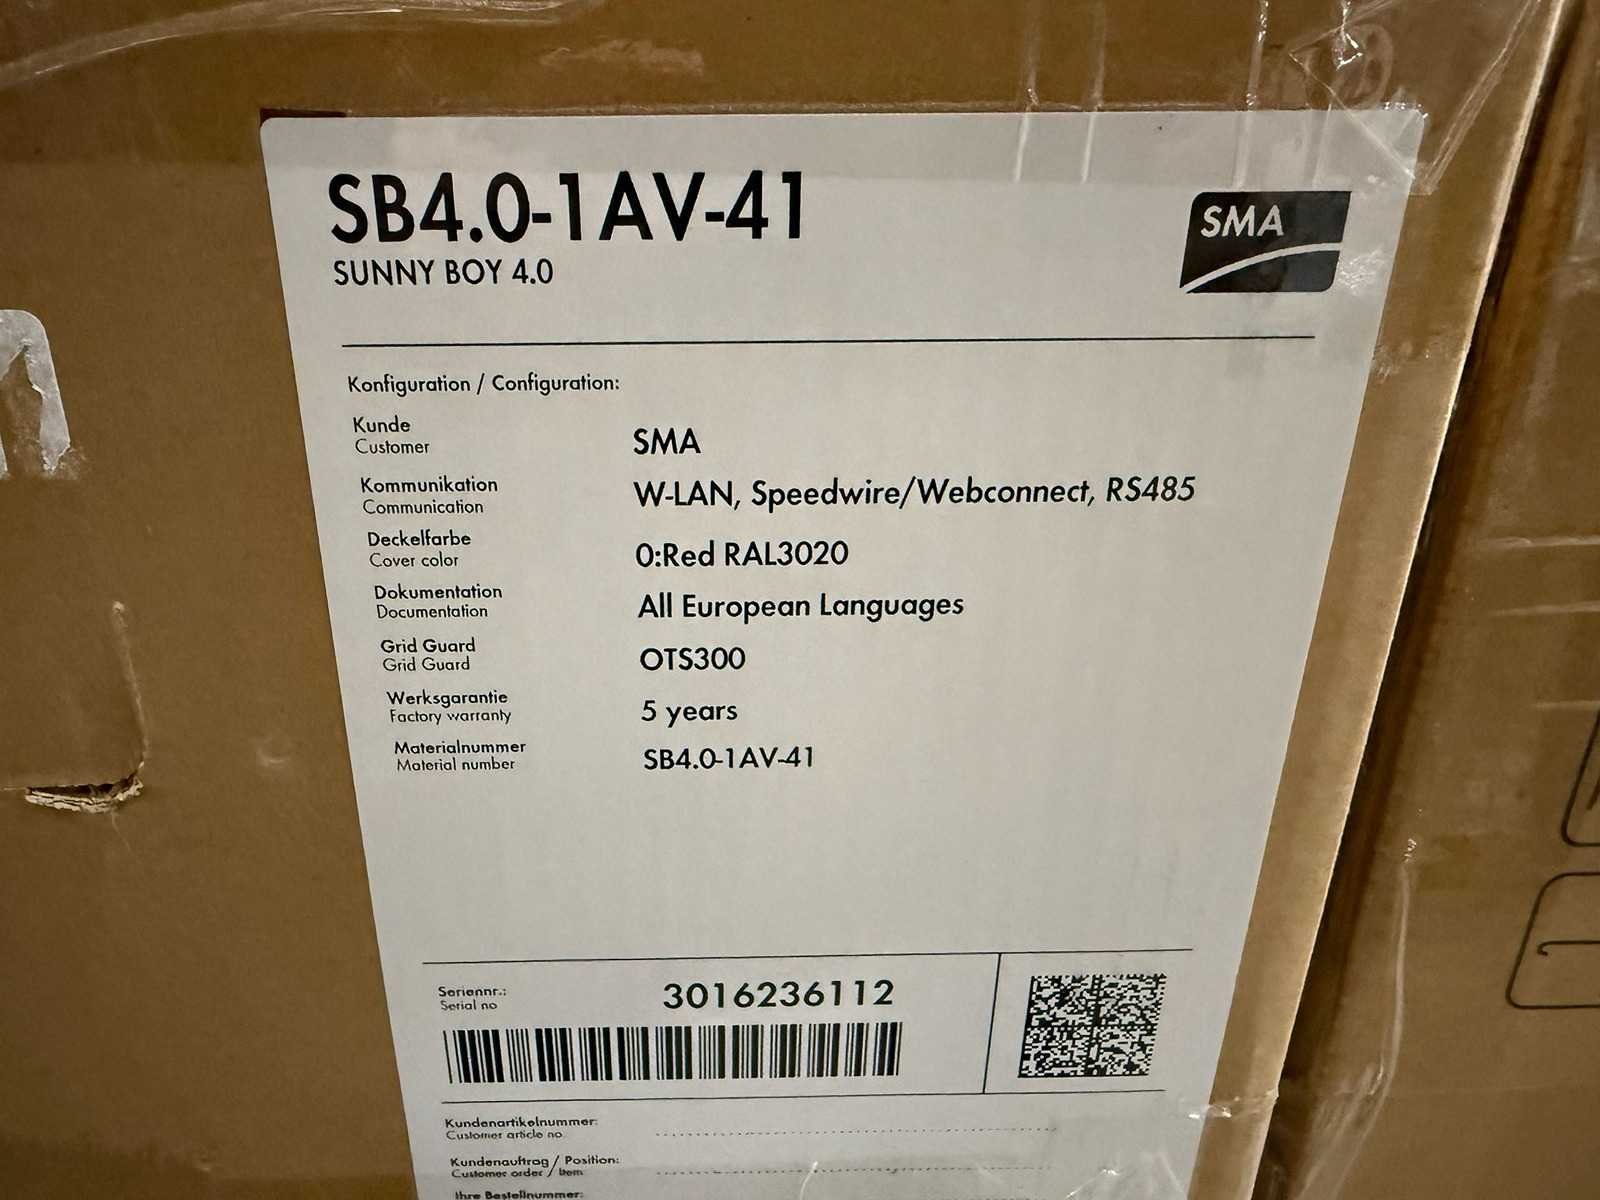 SB4.0-1AV-41
SUNNY BOY 4.0
SMA
Konfiguration / Configuration:
Kunde
Customer
SMA
Kommunikation
Communication
W-LAN, Speedwire/Webconnect, RS485
Deckelfarbe
Cover color
0:Red RAL3020
Dokumentation
Documentation
All European Languages
Grid Guard
Grid Guard
OTS300
Werksgarantie
Factory warranty
5 years
Materialnummer
Material number
SB4.0-1AV-41
Seriennr.:
Serial no
3016236112
Kundenartikelnummer:
Customer article no.
Kundenauftrag / Position:
Customer order / Item
Ihre Bestellnummer: